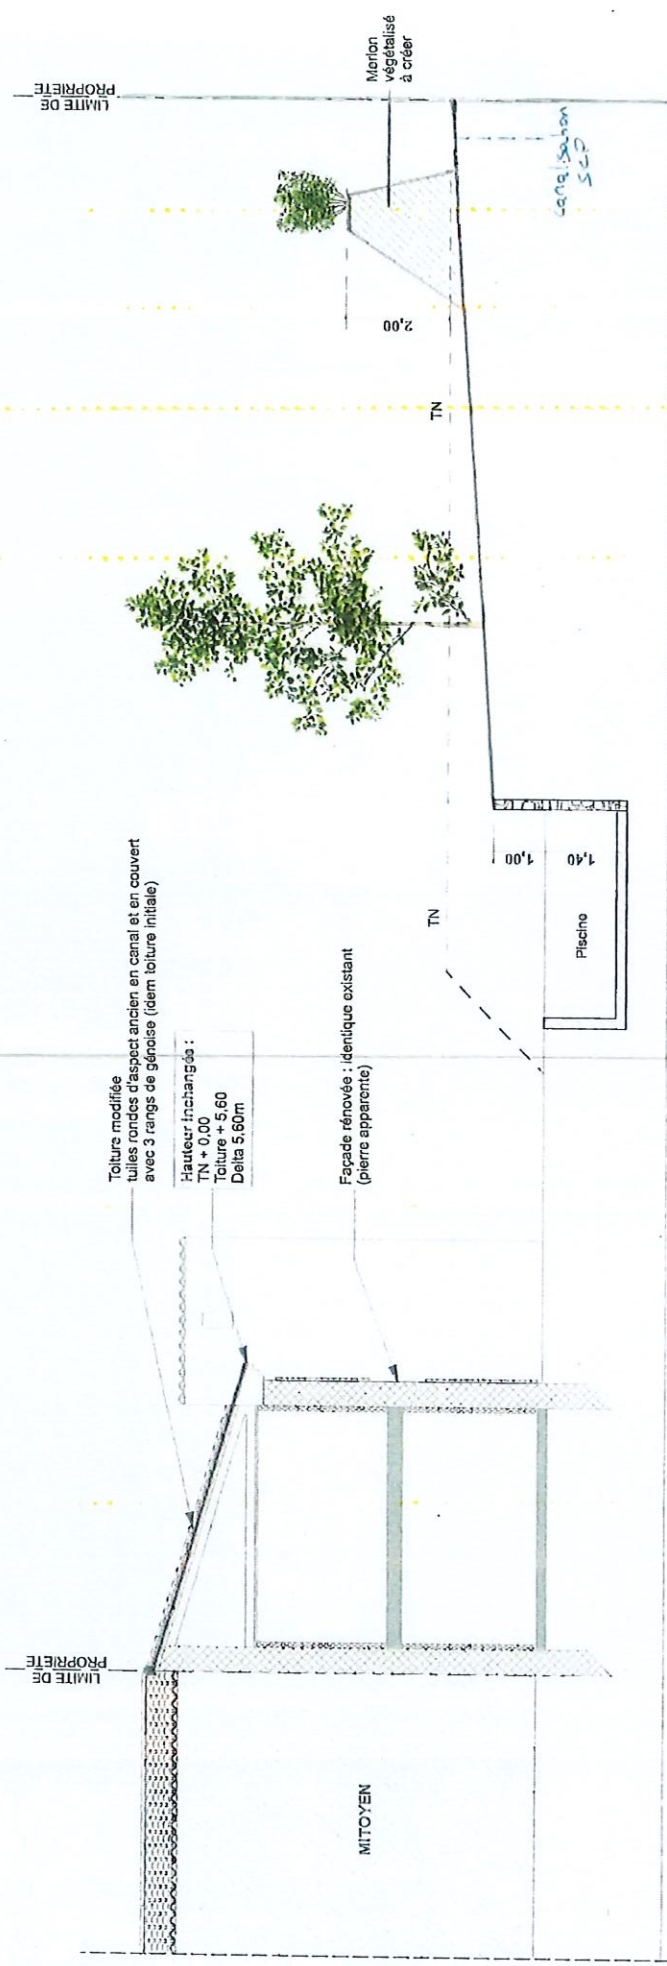 LIMITE DE
PROPRIETE
MITOYEN
Toiture modifiée
tuiles rondes d'aspect ancien en canal et en couvert
avec 3 rangs de génoise (idem toiture initiale)
Hauteur inchangée :
TN + 0,00
Toiture + 5,60
Delta 5,60m
Façade rénovée : identique existant
(pierre apparente)
TN
1,00
1,40
Piscine
TN
2,00
LIMITE DE
PROPRIETE
Merlon
végétalisé
à créer
canalisation
SCP